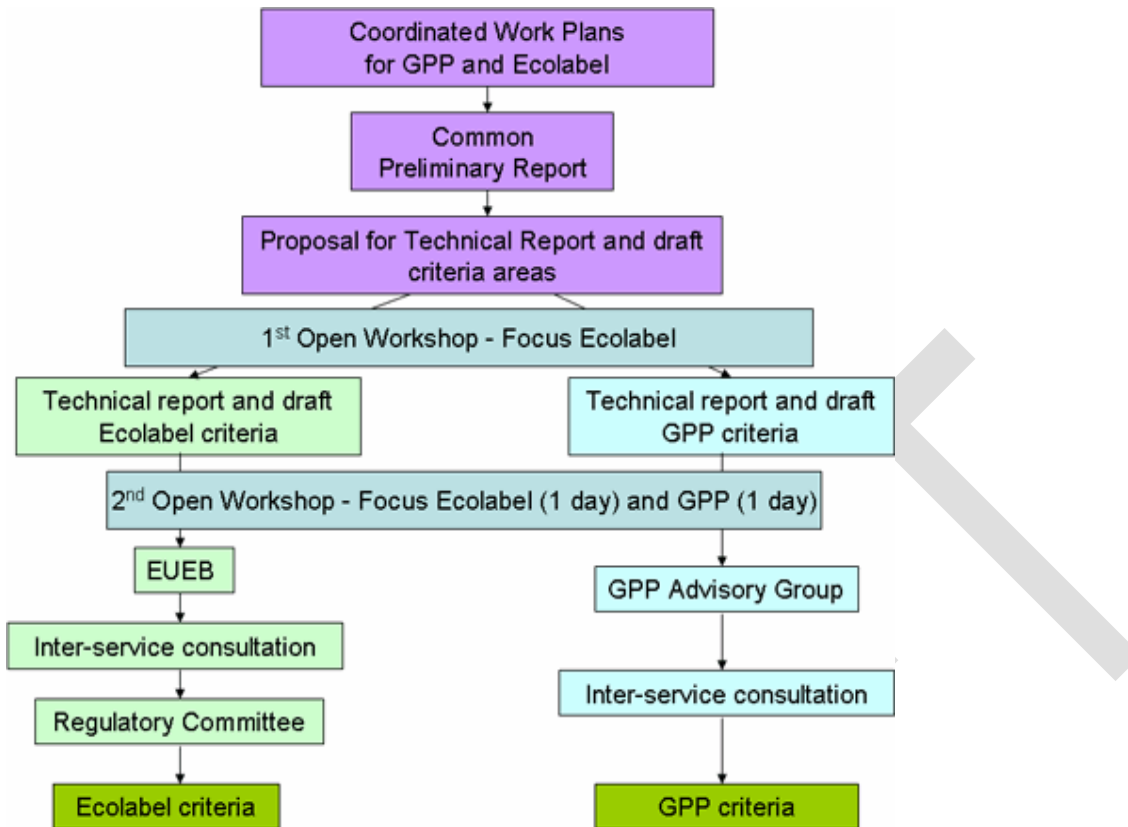 Coordinated Work Plans
for GPP and Ecolabel
Common
Preliminary Report
Proposal for Technical Report and draft
criteria areas
1st Open Workshop - Focus Ecolabel
Technical report and draft
Ecolabel criteria
Technical report and draft
GPP criteria
2nd Open Workshop - Focus Ecolabel (1 day) and GPP (1 day)
EUEB
GPP Advisory Group
Inter-service consultation
Inter-service consultation
Regulatory Committee
Ecolabel criteria
GPP criteria